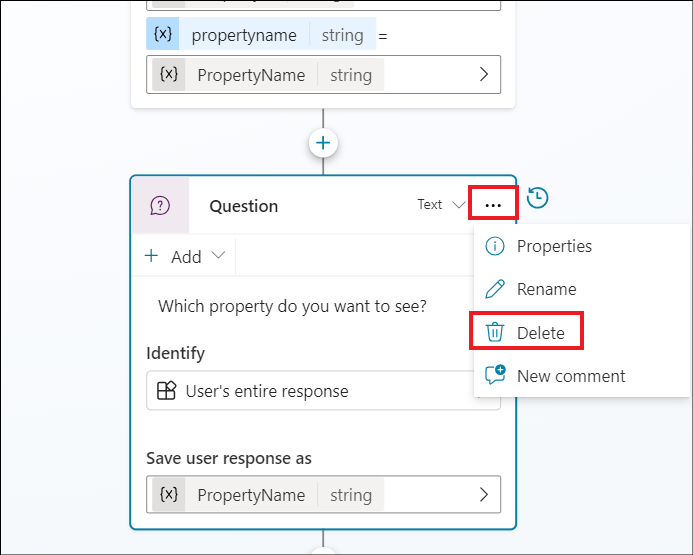 {x} propertyname string =
{x} PropertyName string
Question Text ...
+ Add
Which property do you want to see?
Identify
User's entire response
Save user response as
{x} PropertyName string
Properties
Rename
Delete
New comment